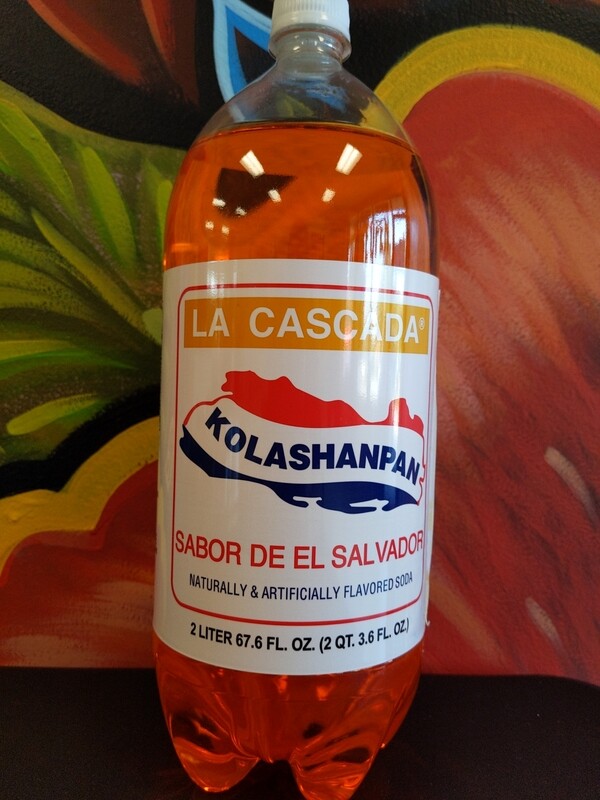 LA CASCADA®
KOLASHANPAN
SABOR DE EL SALVADOR
NATURALLY & ARTIFICIALLY FLAVORED SODA
2 LITER 67.6 FL. OZ. (2 QT. 3.6 FL. OZ.)